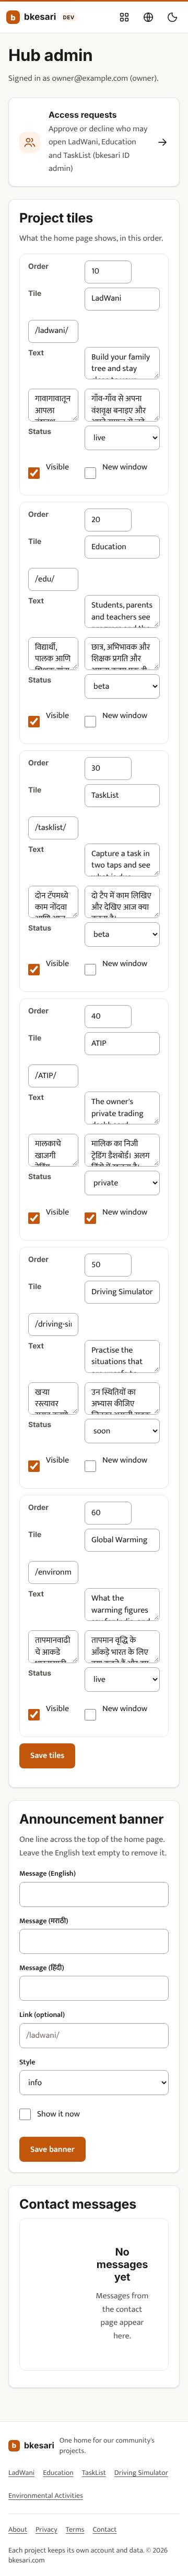 b bkesari DEV
Hub admin
Signed in as owner@example.com (owner).
Access requests
Approve or decline who may
open LadWani, Education
and TaskList (bkesari ID
admin)
Project tiles
What the home page shows, in this order.
Order
10
Tile
LadWani
/ladwani/
Text
Build your family
tree and stay
गावागावातून
आपला
गाँव-गाँव से अपना
वंशवृक्ष बनाइए और
Status
live
Visible
New window
Order
20
Tile
Education
/edu/
Text
Students, parents
and teachers see
विद्यार्थी,
पालक आणि
छात्र, अभिभावक और
शिक्षक प्रगति और
Status
beta
Visible
New window
Order
30
Tile
TaskList
/tasklist/
Text
Capture a task in
two taps and see
दोन टॅपमध्ये
काम नोंदवा
दो टैप में काम लिखिए
और देखिए आज क्या
Status
beta
Visible
New window
Order
40
Tile
ATIP
/ATIP/
Text
The owner's
private trading
मालकाचे
खाजगी
मालिक का निजी
ट्रेडिंग डैशबोर्ड। अलग
Status
private
Visible
New window
Order
50
Tile
Driving Simulator
/driving-si
Text
Practise the
situations that
खऱ्या
रस्त्यावर
उन स्थितियों का
अभ्यास कीजिए
Status
soon
Visible
New window
Order
60
Tile
Global Warming
/environm
Text
What the
warming figures
तापमानवाढी
चे आकडे
तापमान वृद्धि के
आँकड़े भारत के लिए
Status
live
Visible
New window
Save tiles
Announcement banner
One line across the top of the home page.
Leave the English text empty to remove it.
Message (English)
Message (मराठी)
Message (हिंदी)
Link (optional)
/ladwani/
Style
info
Show it now
Save banner
Contact messages
No
messages
yet
Messages from
the contact
page appear
here.
b bkesari One home for our community's
projects.
LadWani Education TaskList Driving Simulator
Environmental Activities
About Privacy Terms Contact
Each project keeps its own account and data. © 2026
bkesari.com